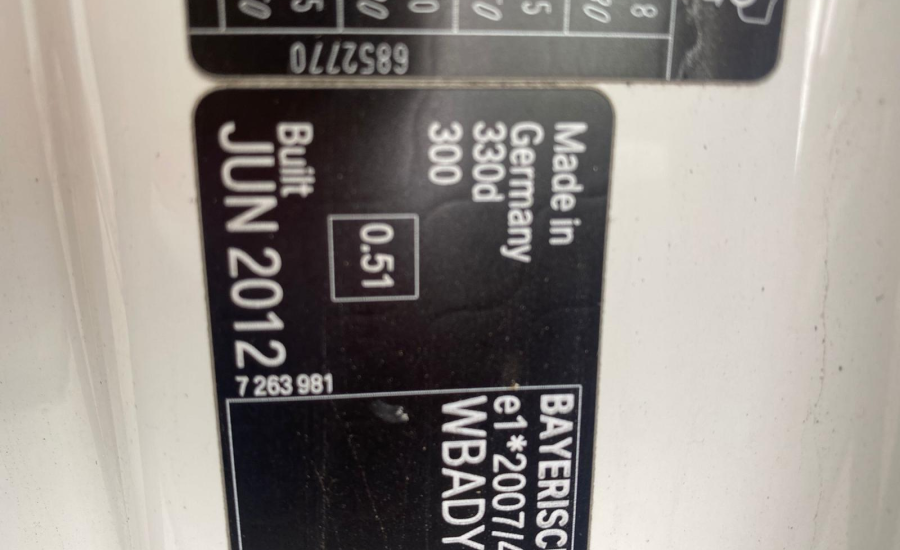 6852770
Made in
Germany
330d
300
0.51
Built
JUN 2012
7 263 981
BAYERISC
e1*2007/4
WBADY